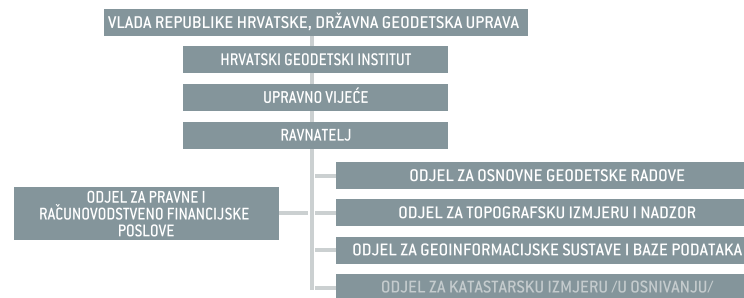 VLADA REPUBLIKE HRVATSKE, DRŽAVNA GEODETSKA UPRAVA
HRVATSKI GEODETSKI INSTITUT
UPRAVNO VIJEĆE
RAVNATELJ
ODJEL ZA PRAVNE I
RAČUNOVODSTVENO FINANCIJSKE
POSLOVE
ODJEL ZA OSNOVNE GEODETSKE RADOVE
ODJEL ZA TOPOGRAFSKU IZMJERU I NADZOR
ODJEL ZA GEOINFORMACIJSKE SUSTAVE I BAZE PODATAKA
ODJEL ZA KATASTARSKU IZMJERU /U OSNIVANJU/